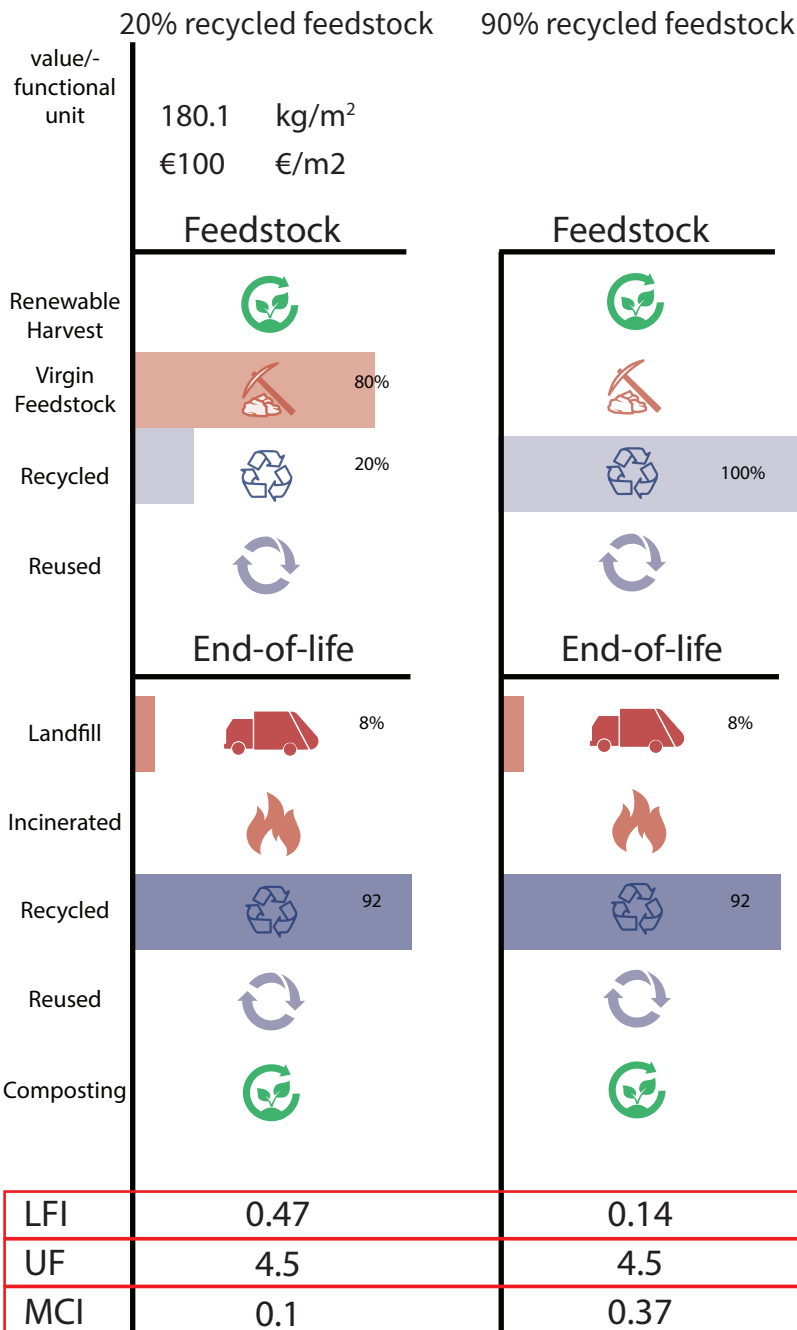 20% recycled feedstock 90% recycled feedstock
value/-
functional
unit
180.1 kg/m²
€100 €/m2
Feedstock Feedstock
Renewable
Harvest
Virgin
Feedstock
80%
Recycled 20% 100%
Reused
End-of-life End-of-life
Landfill 8% 8%
Incinerated
Recycled 92 92
Reused
Composting
LFI 0.47 0.14
UF 4.5 4.5
MCI 0.1 0.37